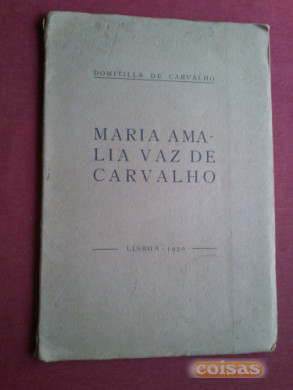 DOMITILLA DE CARVALHO
MARIA AMA-
LIA VAZ DE
CARVALHO
LISBOA - 
coisas